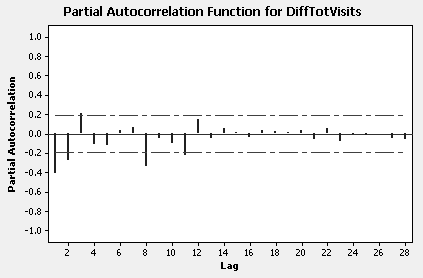 Partial Autocorrelation Function for DiffTotVisits
Partial Autocorrelation
1.0
0.8
0.6
0.4
0.2
0.0
-0.2
-0.4
-0.6
-0.8
-1.0
2 4 6 8 10 12 14 16 18 20 22 24 26 28
Lag